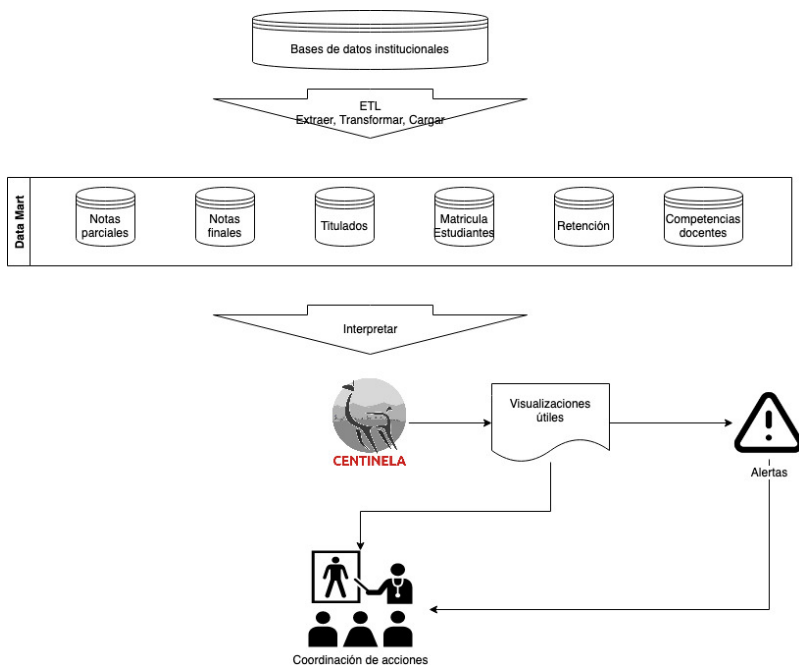 Bases de datos institucionales
ETL
Extraer, Transformar, Cargar
Data Mart
Notas
parciales
Notas
finales
Titulados
Matricula
Estudiantes
Retención
Competencias
docentes
Interpretar
CENTINELA
Visualizaciones
útiles
Alertas
Coordinación de acciones